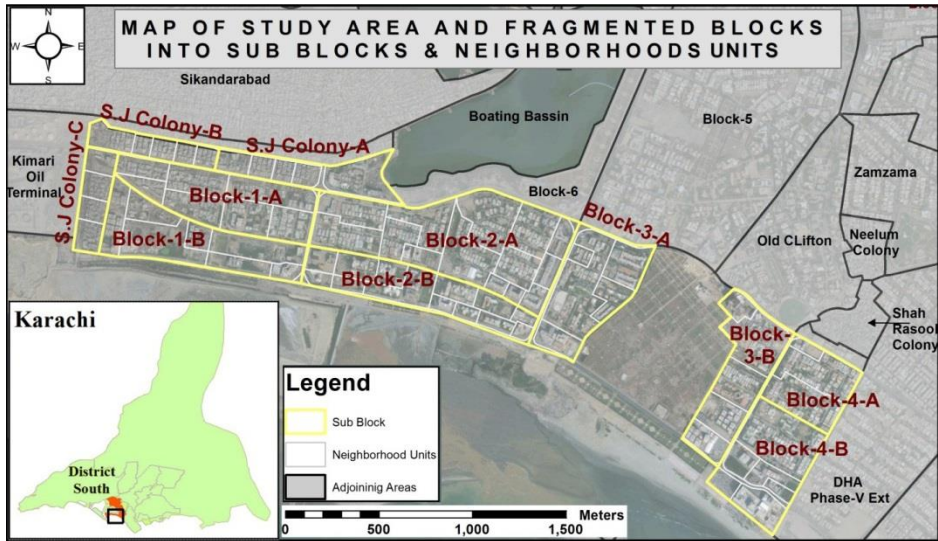 MAP OF STUDY AREA AND FRAGMENTED BLOCKS
INTO SUB BLOCKS & NEIGHBORHOODS UNITS
N
W
E
S
Sikandarabad
Boating Bassin
Block-5
S.J Colony-B
S.J Colony-A
S.J Colony-C
Kimari
Oil
Terminal
Block-6
Zamzama
Block-1-A
Block-3-A
Block-1-B
Block-2-A
Old CLifton
Neelum
Colony
Block-2-B
Shah
Rasool
Colony
Block-
3-B
Block-4-A
Block-4-B
DHA
Phase-V Ext
Karachi
District
South
Legend
Sub Block
Neighborhood Units
Adjoininig Areas
0
500
1,000
1,500
Meters